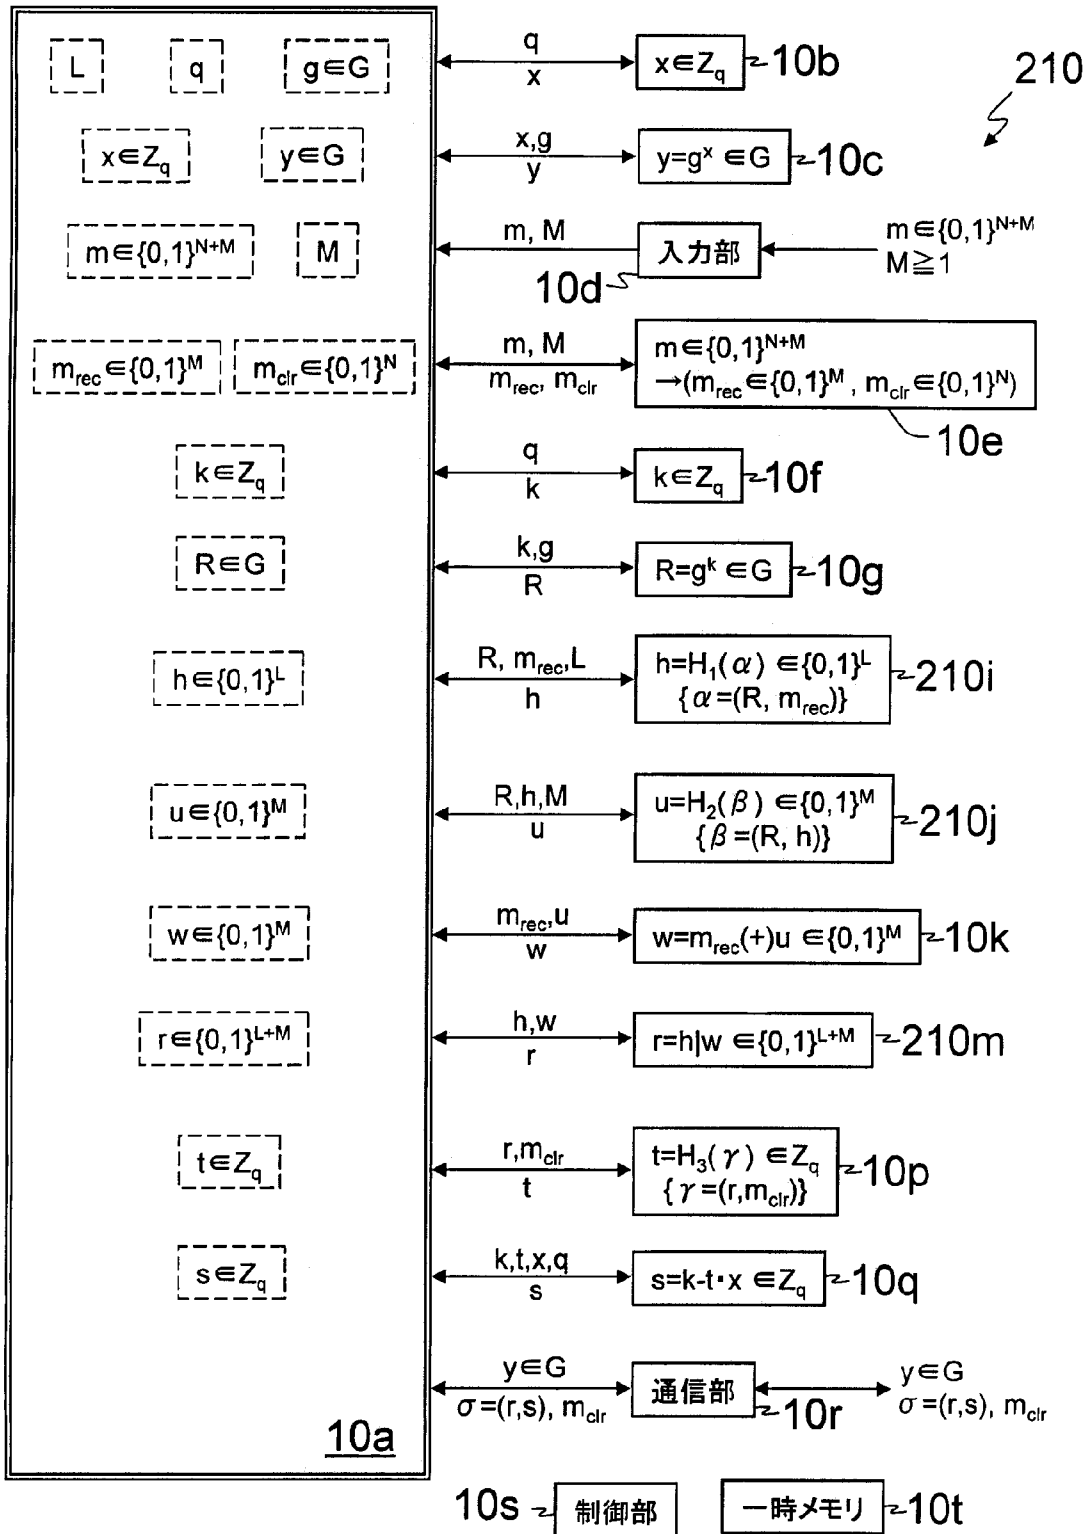 210
L q g∈G
q
x
x∈Z_q 10b
x∈Z_q y∈G
x,g
y
y=g^x ∈G 10c
m∈{0,1}^{N+M} M
m, M
入力部
10d
m∈{0,1}^{N+M}
M≧1
m_rec∈{0,1}^M m_clr∈{0,1}^N
m, M
m_rec, m_clr
m∈{0,1}^{N+M}
→(m_rec∈{0,1}^M , m_clr∈{0,1}^N)
10e
k∈Z_q
q
k
k∈Z_q 10f
R∈G
k,g
R
R=g^k ∈G 10g
h∈{0,1}^L
R, m_rec,L
h
h=H_1(α) ∈{0,1}^L
{α=(R, m_rec)}
210i
u∈{0,1}^M
R,h,M
u
u=H_2(β) ∈{0,1}^M
{β=(R, h)}
210j
w∈{0,1}^M
m_rec,u
w
w=m_rec(+)u ∈{0,1}^M 10k
r∈{0,1}^{L+M}
h,w
r
r=h|w ∈{0,1}^{L+M} 210m
t∈Z_q
r,m_clr
t
t=H_3(γ) ∈Z_q
{γ=(r,m_clr)}
10p
s∈Z_q
k,t,x,q
s
s=k-t・x ∈Z_q 10q
y∈G
σ=(r,s), m_clr
通信部
10r
y∈G
σ=(r,s), m_clr
10a
10s 制御部 一時メモリ 10t